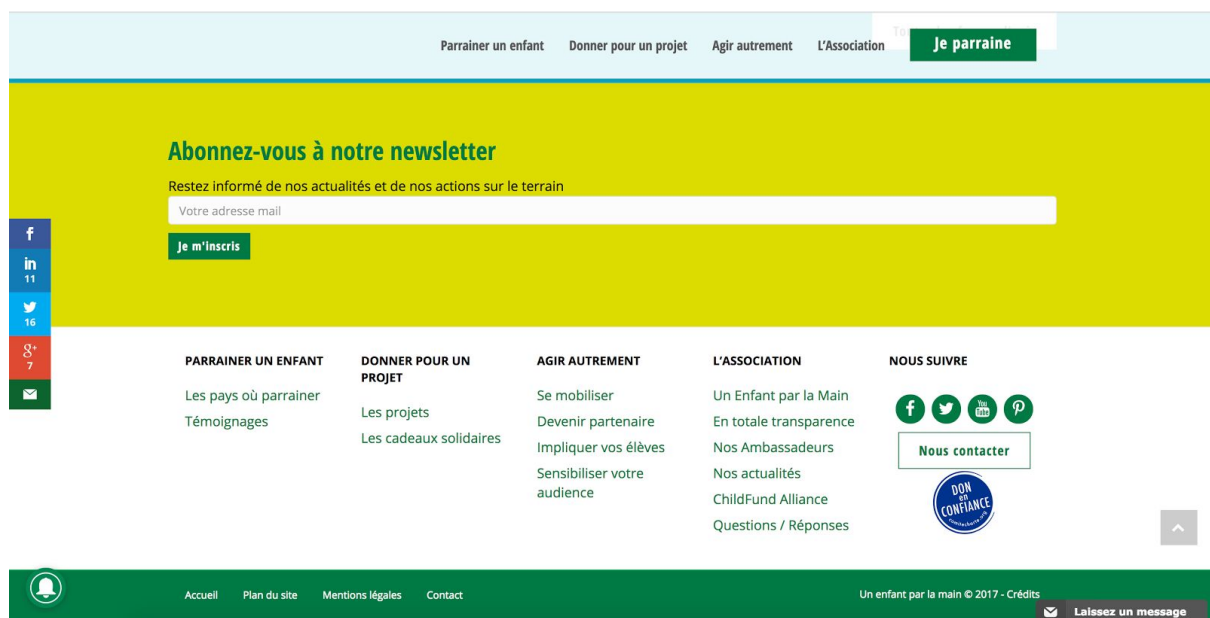 Parrainer un enfant Donner pour un projet Agir autrement L'Association Je parraine
Abonnez-vous à notre newsletter
Restez informé de nos actualités et de nos actions sur le terrain
Votre adresse mail
Je m'inscris
f
in
11
16
g+
7
PARRAINER UN ENFANT
Les pays où parrainer
Témoignages
DONNER POUR UN
PROJET
Les projets
Les cadeaux solidaires
AGIR AUTREMENT
Se mobiliser
Devenir partenaire
Impliquer vos élèves
Sensibiliser votre
audience
L'ASSOCIATION
Un Enfant par la Main
En totale transparence
Nos Ambassadeurs
Nos actualités
ChildFund Alliance
Questions / Réponses
NOUS SUIVRE
You
Tube
Nous contacter
DON
en
CONFIANCE
Accueil Plan du site Mentions légales Contact
Un enfant par la main © 2017 - Crédits
Laissez un message